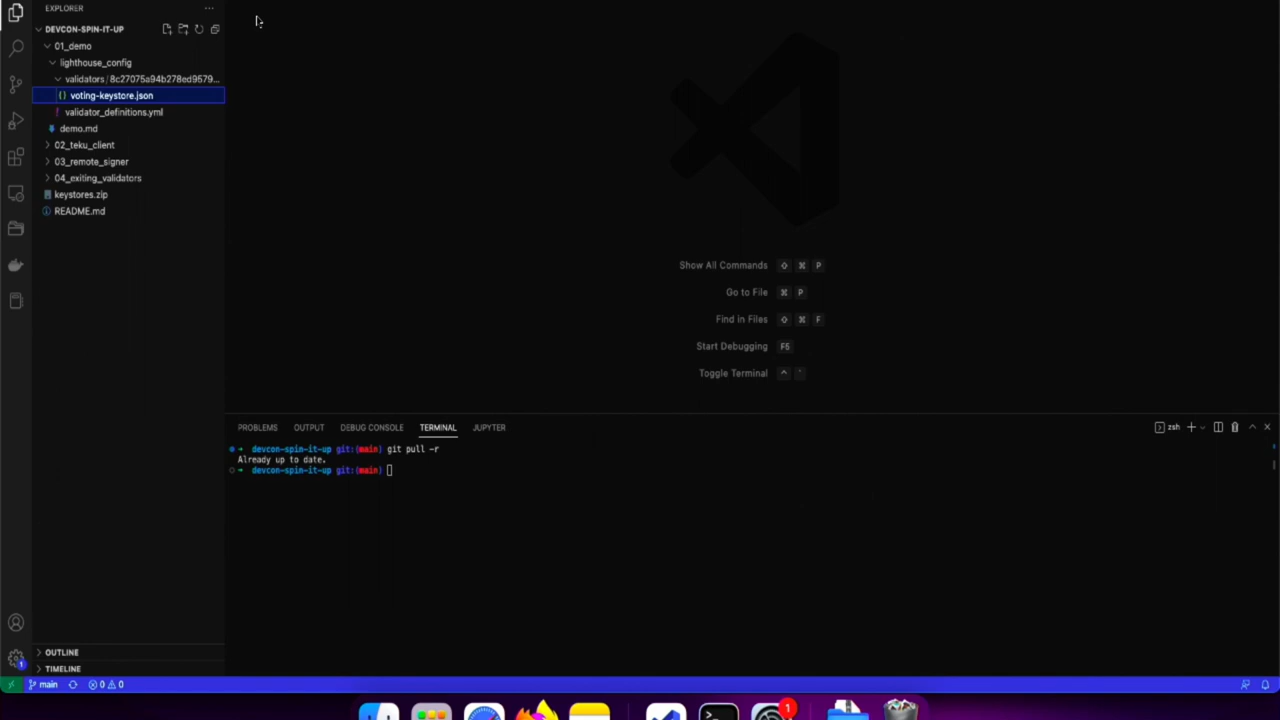 EXPLORER
DEVCON-SPIN-IT-UP
01_demo
lighthouse_config
validators / 8c27075a94b278ed9579...
voting-keystore.json
validator_definitions.yml
demo.md
02_teku_client
03_remote_signer
04_exiting_validators
keystores.zip
README.md
Show All Commands ⇧ ⌘ P
Go to File ⌘ P
Find in Files ⇧ ⌘ F
Start Debugging F5
Toggle Terminal ^ `
PROBLEMS OUTPUT DEBUG CONSOLE TERMINAL JUPYTER
zsh
devcon-spin-it-up git:(main) git pull -r
Already up to date.
devcon-spin-it-up git:(main)
OUTLINE
TIMELINE
1
main 0 0
1